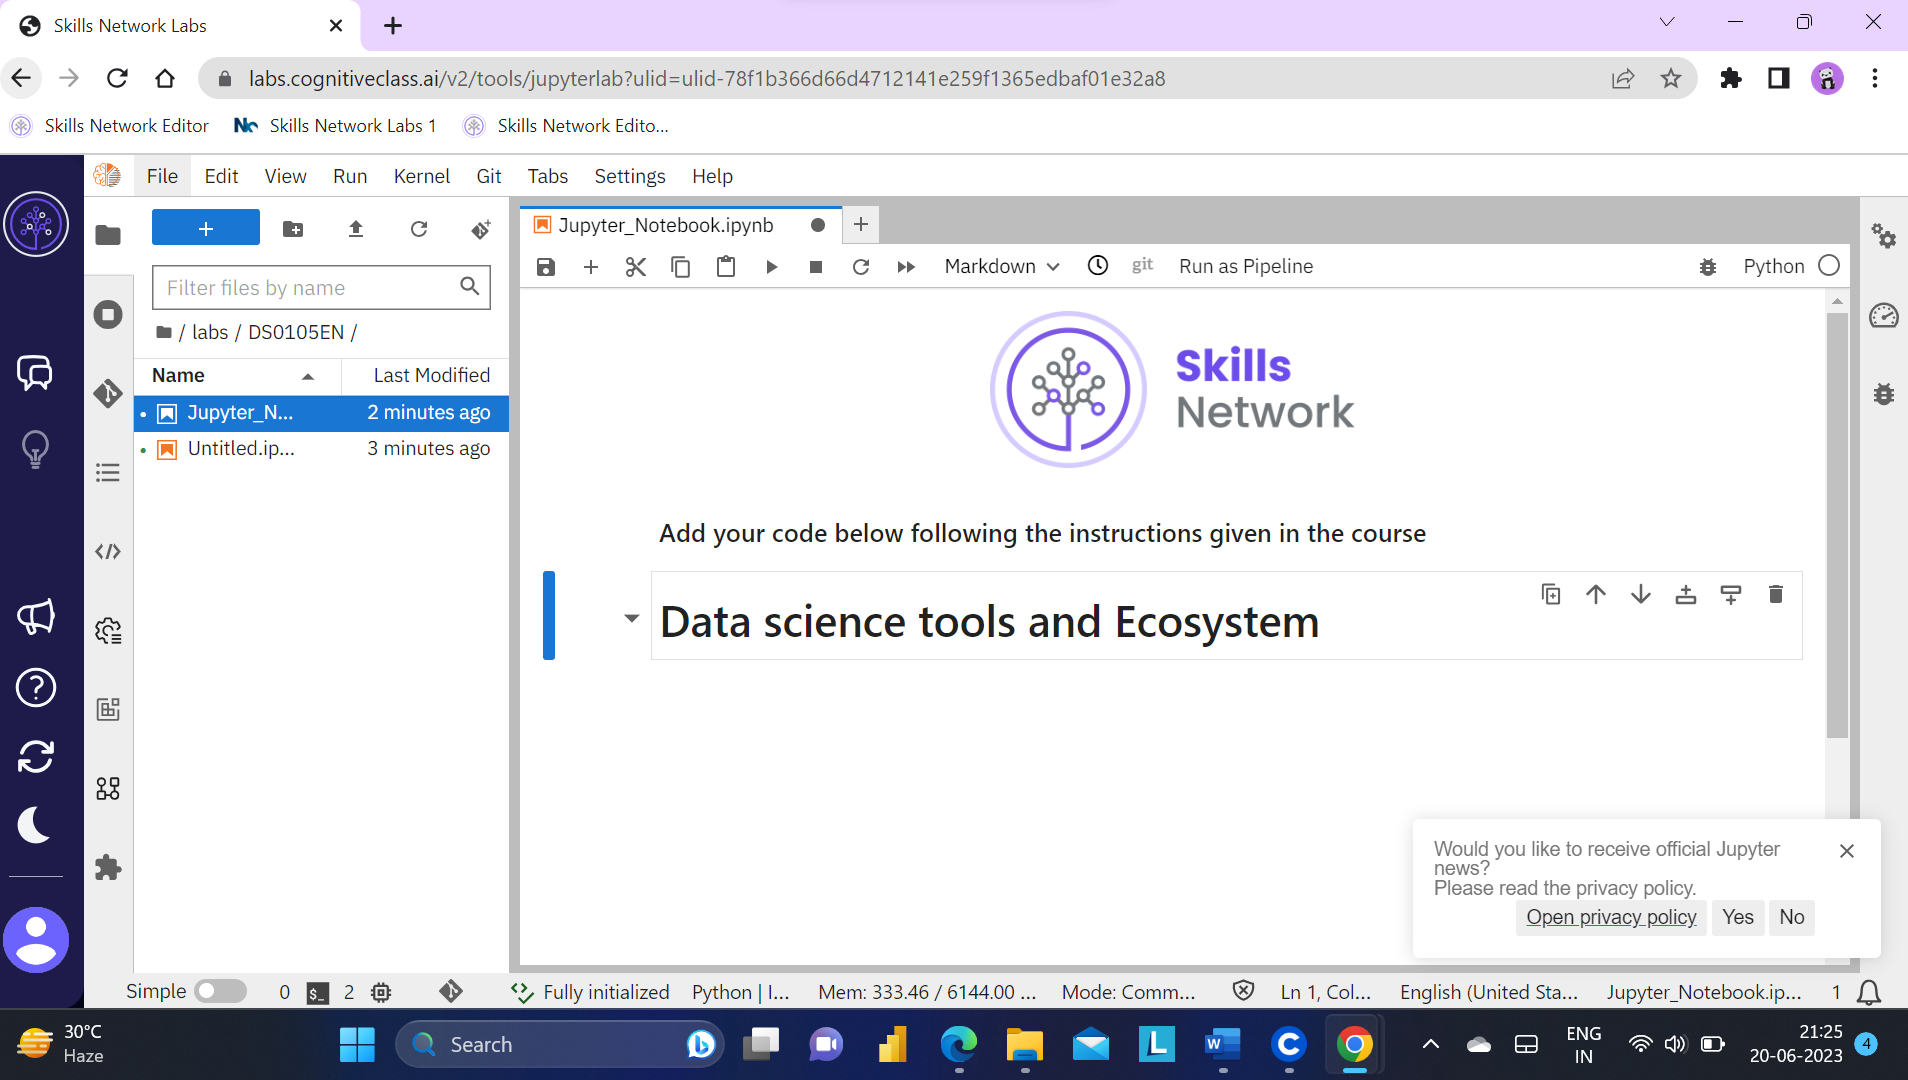 Skills Network Labs
labs.cognitiveclass.ai/v2/tools/jupyterlab?ulid=ulid-78f1b366d66d4712141e259f1365edbaf01e32a8
Skills Network Editor Skills Network Labs 1 Skills Network Edito...
File Edit View Run Kernel Git Tabs Settings Help
Jupyter_Notebook.ipynb
Markdown git Run as Pipeline Python
Filter files by name
/ labs / DS0105EN /
Name Last Modified
Jupyter_N... 2 minutes ago
Untitled.ip... 3 minutes ago
Skills
Network
Add your code below following the instructions given in the course
Data science tools and Ecosystem
Would you like to receive official Jupyter
news?
Please read the privacy policy.
Open privacy policy Yes No
Simple 0 $_ 2 Fully initialized Python | I... Mem: 333.46 / 6144.00 ... Mode: Comm... Ln 1, Col... English (United Sta... Jupyter_Notebook.ip... 1
30°C
Haze
Search
L
W
C
ENG
IN
21:25
20-06-2023
4